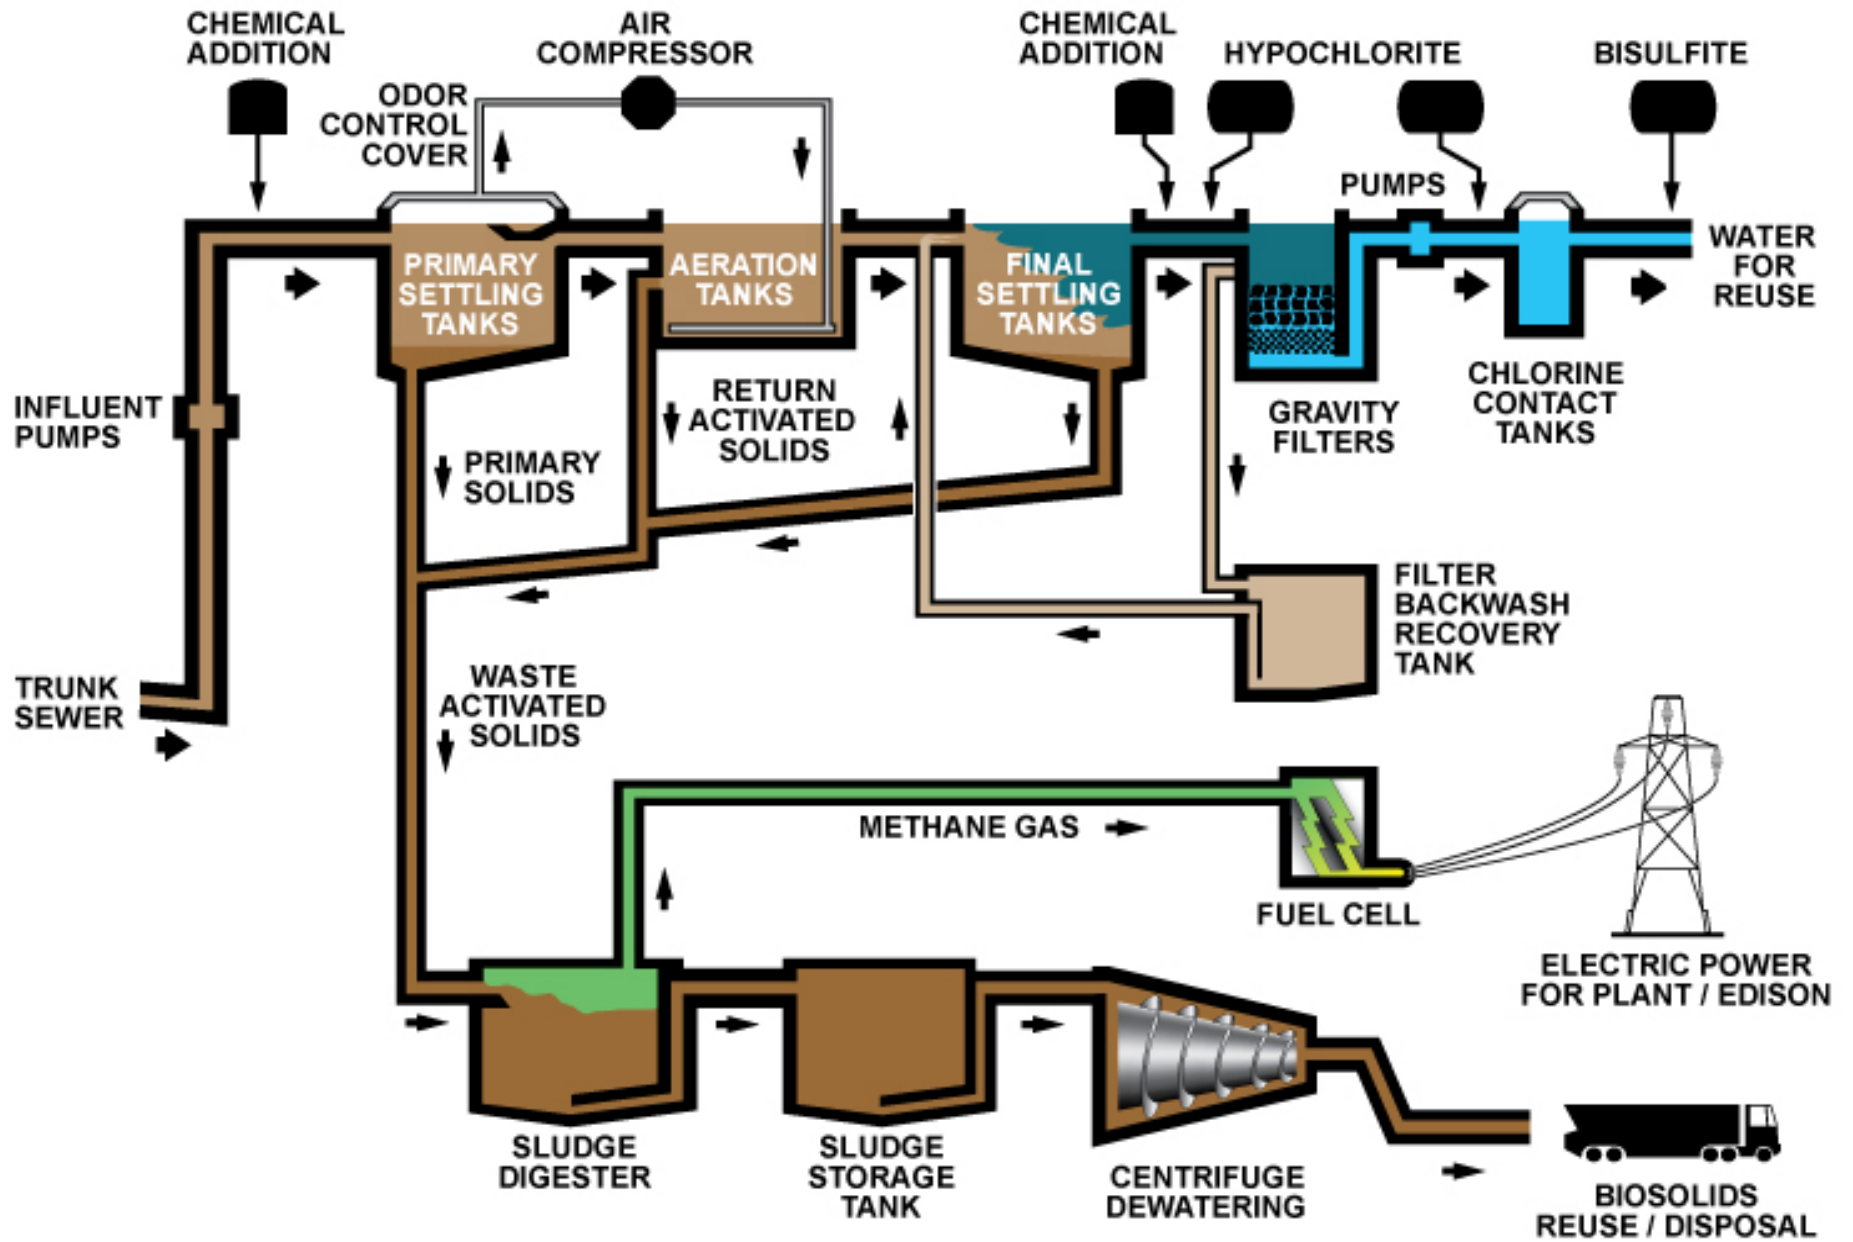 CHEMICAL
ADDITION
AIR
COMPRESSOR
CHEMICAL
ADDITION
HYPOCHLORITE
BISULFITE
ODOR
CONTROL
COVER
PUMPS
PRIMARY
SETTLING
TANKS
AERATION
TANKS
FINAL
SETTLING
TANKS
WATER
FOR
REUSE
INFLUENT
PUMPS
RETURN
ACTIVATED
SOLIDS
GRAVITY
FILTERS
CHLORINE
CONTACT
TANKS
PRIMARY
SOLIDS
FILTER
BACKWASH
RECOVERY
TANK
TRUNK
SEWER
WASTE
ACTIVATED
SOLIDS
METHANE GAS
FUEL CELL
ELECTRIC POWER
FOR PLANT / EDISON
SLUDGE
DIGESTER
SLUDGE
STORAGE
TANK
CENTRIFUGE
DEWATERING
BIOSOLIDS
REUSE / DISPOSAL